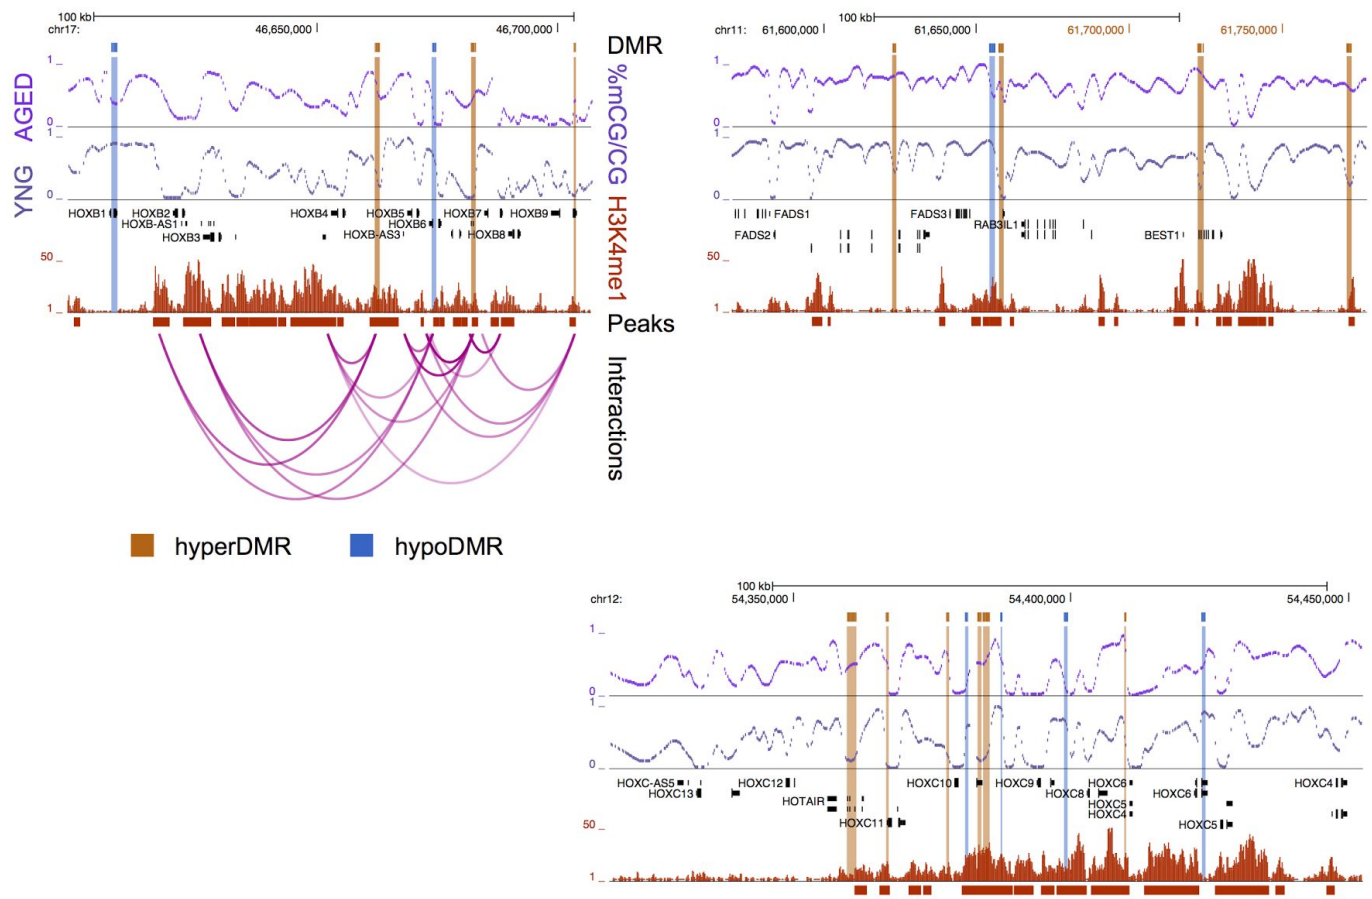 100 kb
chr17: 46,650,000 46,700,000
DMR
AGED
YNG
%mCG/CG
H3K4me1
1
0
1
0
HOXB1 HOXB2 HOXB4 HOXB5 HOXB7 HOXB9
HOXB-AS1 HOXB6
HOXB3 HOXB-AS3 HOXB8
50
1
Peaks
Interactions
100 kb
chr11: 61,600,000 61,650,000 61,700,000 61,750,000
1
0
1
0
FADS1 FADS3
RAB3IL1
FADS2 BEST1
50
1
hyperDMR hypoDMR
100 kb
chr12: 54,350,000 54,400,000 54,450,000
1
0
1
0
HOXC-AS5 HOXC12 HOXC10 HOXC9 HOXC6 HOXC4
HOXC13 HOXC8 HOXC6
HOTAIR HOXC5
HOXC4
HOXC11 HOXC5
50
1